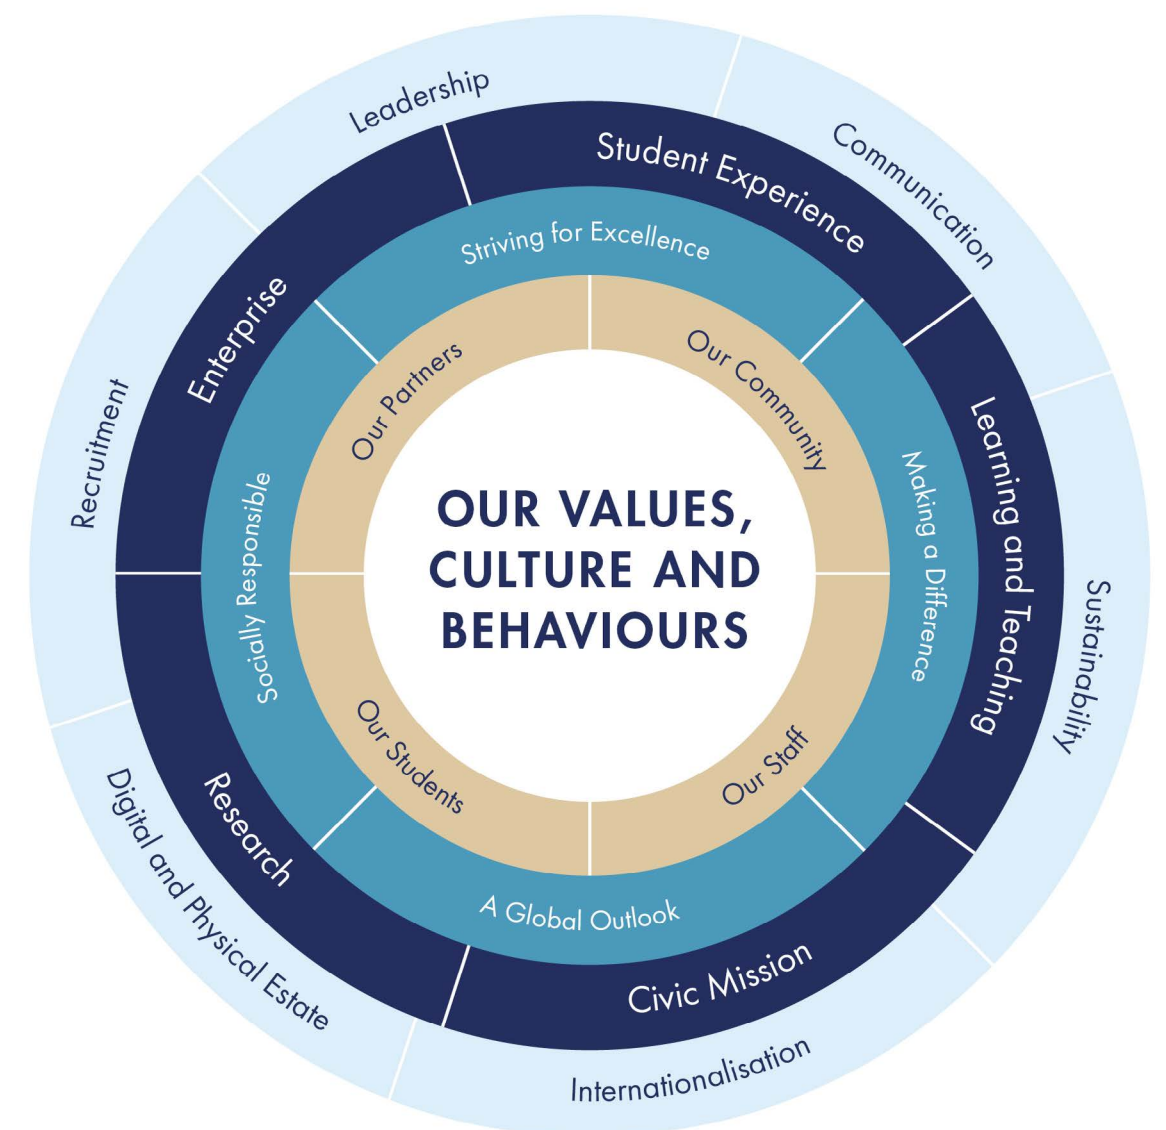 Leadership
Communication
Sustainability
Internationalisation
Digital and Physical Estate
Recruitment
Student Experience
Learning and Teaching
Civic Mission
Research
Enterprise
Striving for Excellence
Making a Difference
A Global Outlook
Socially Responsible
Our Partners
Our Community
Our Staff
Our Students
OUR VALUES,
CULTURE AND
BEHAVIOURS